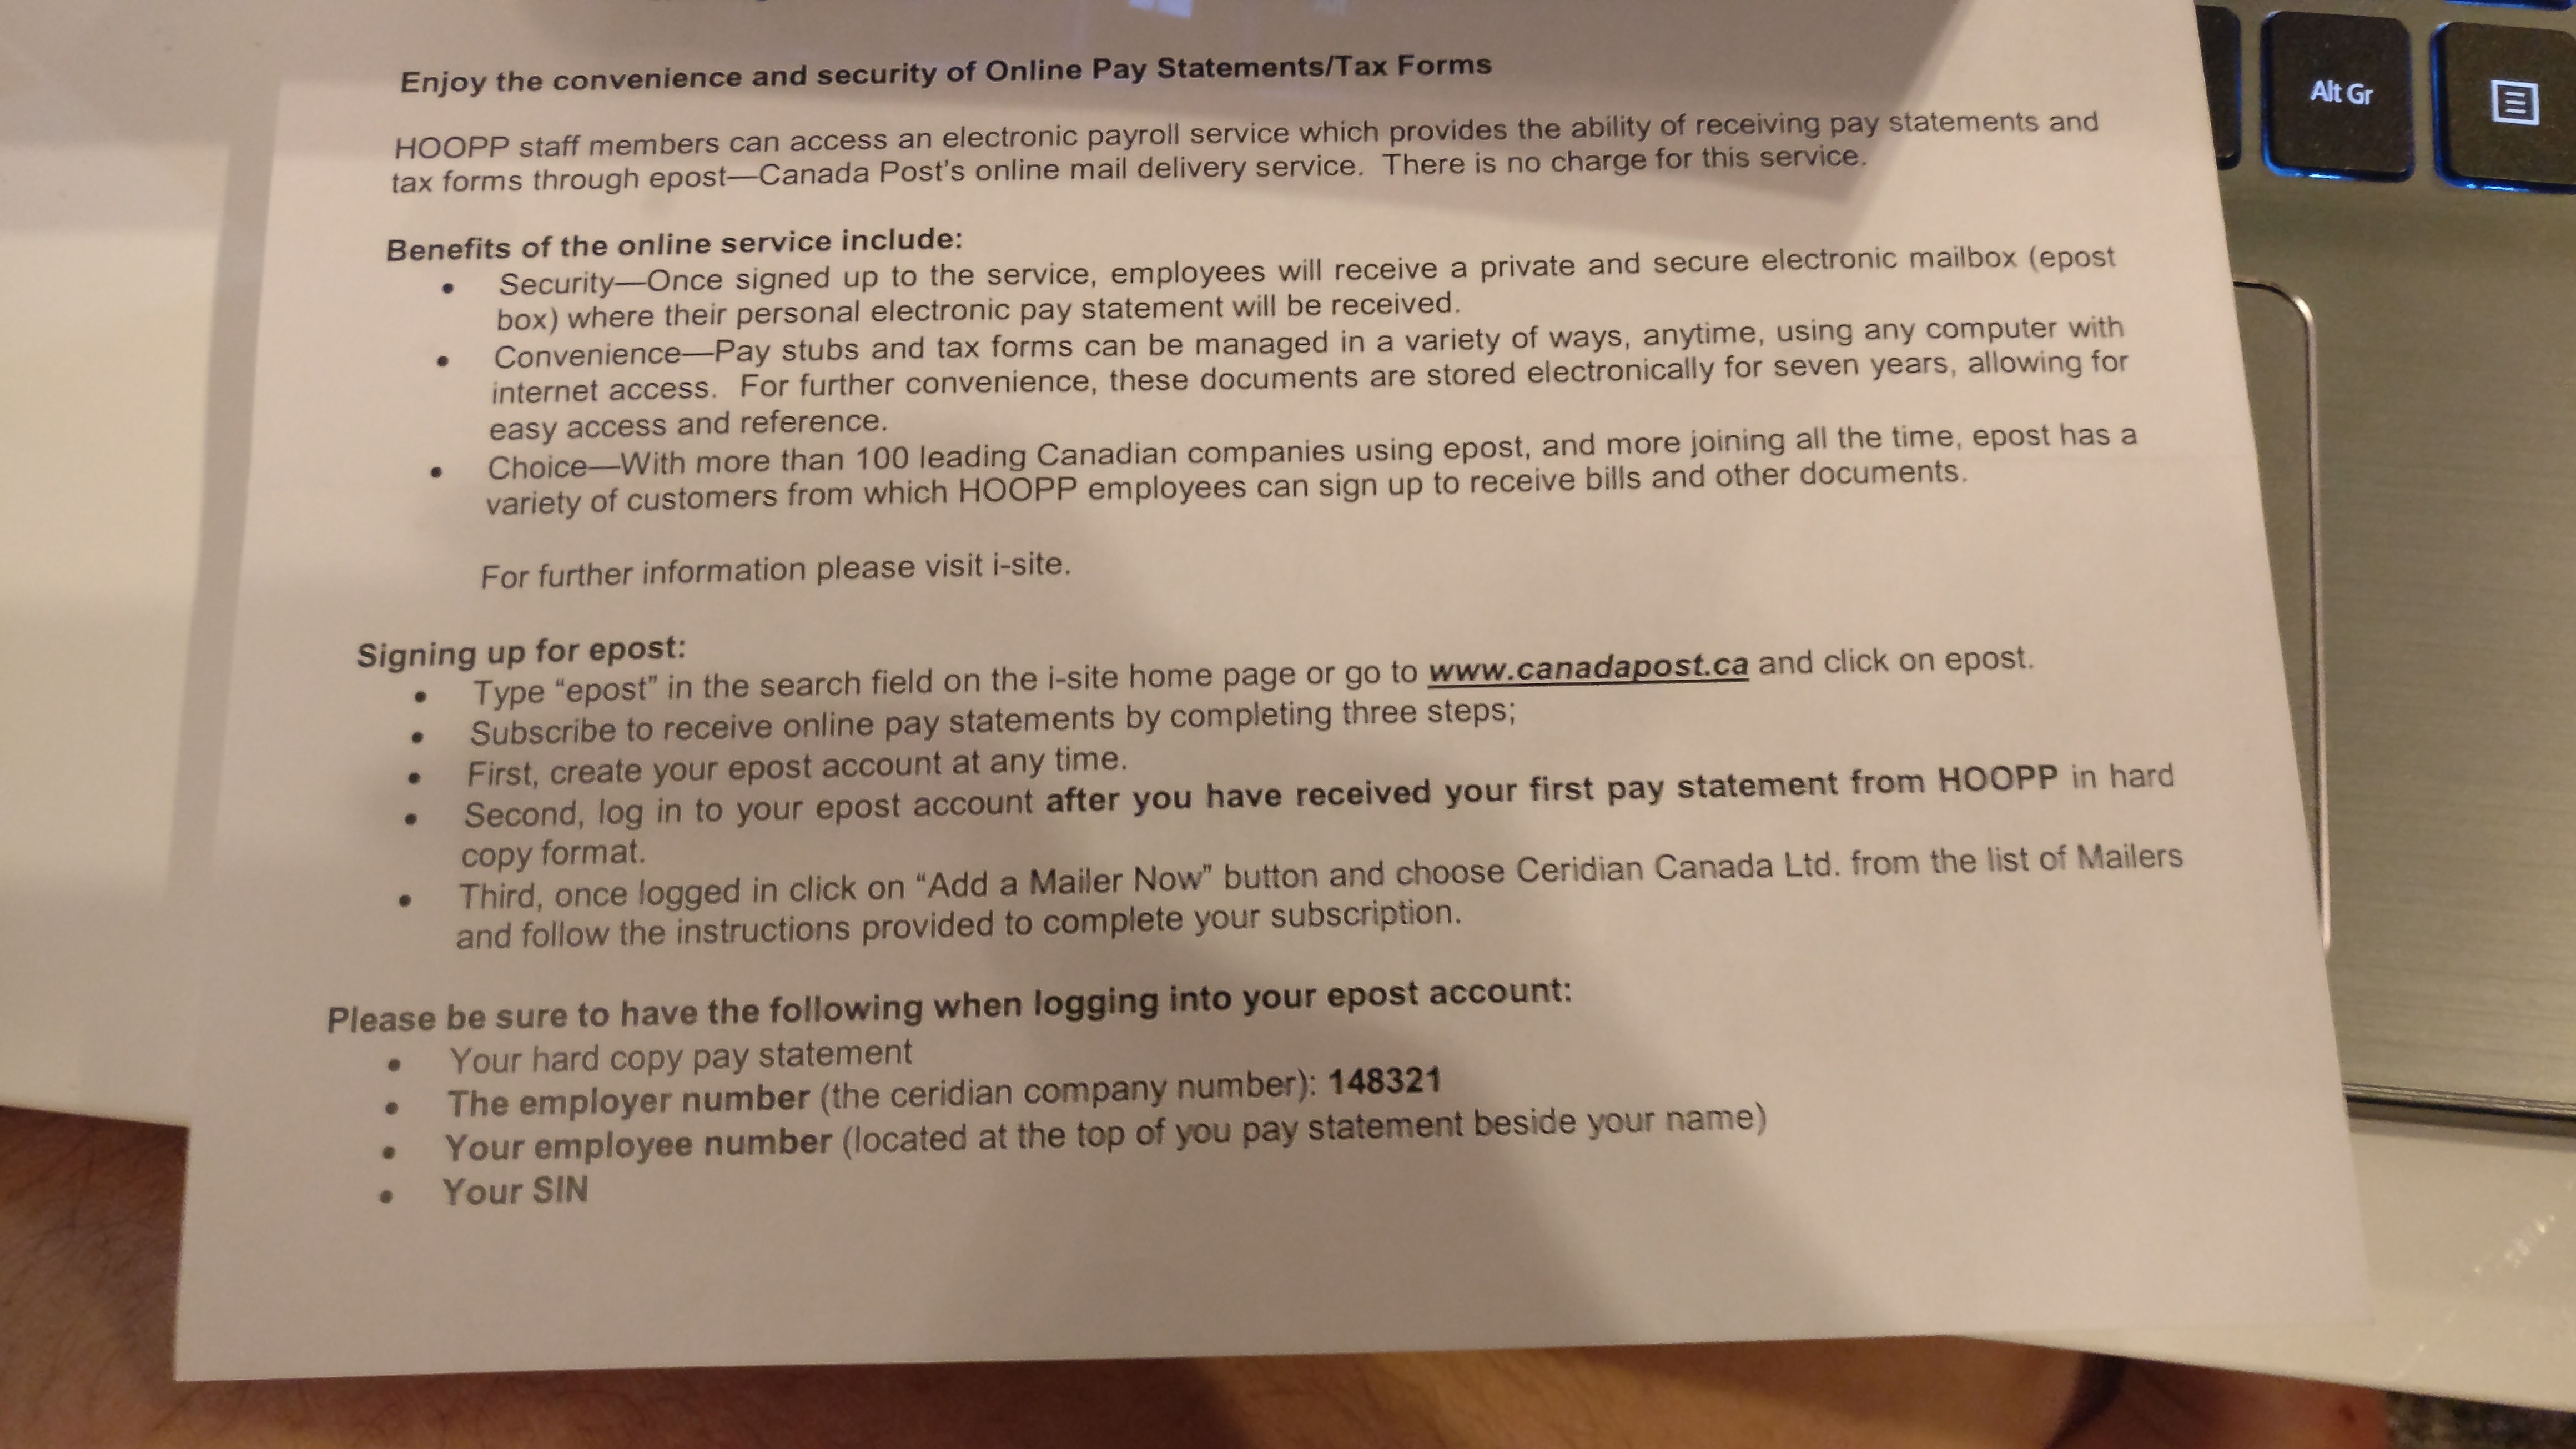 Enjoy the convenience and security of Online Pay Statements/Tax Forms
HOOPP staff members can access an electronic payroll service which provides the ability of receiving pay statements and
tax forms through epost—Canada Post's online mail delivery service. There is no charge for this service.
Benefits of the online service include:
• Security—Once signed up to the service, employees will receive a private and secure electronic mailbox (epost
box) where their personal electronic pay statement will be received.
• Convenience—Pay stubs and tax forms can be managed in a variety of ways, anytime, using any computer with
internet access. For further convenience, these documents are stored electronically for seven years, allowing for
easy access and reference.
• Choice—With more than 100 leading Canadian companies using epost, and more joining all the time, epost has a
variety of customers from which HOOPP employees can sign up to receive bills and other documents.
For further information please visit i-site.
Signing up for epost:
• Type “epost” in the search field on the i-site home page or go to www.canadapost.ca and click on epost.
• Subscribe to receive online pay statements by completing three steps;
• First, create your epost account at any time.
• Second, log in to your epost account after you have received your first pay statement from HOOPP in hard
copy format.
• Third, once logged in click on “Add a Mailer Now” button and choose Ceridian Canada Ltd. from the list of Mailers
and follow the instructions provided to complete your subscription.
Please be sure to have the following when logging into your epost account:
• Your hard copy pay statement
• The employer number (the ceridian company number): 148321
• Your employee number (located at the top of you pay statement beside your name)
• Your SIN
Alt Gr